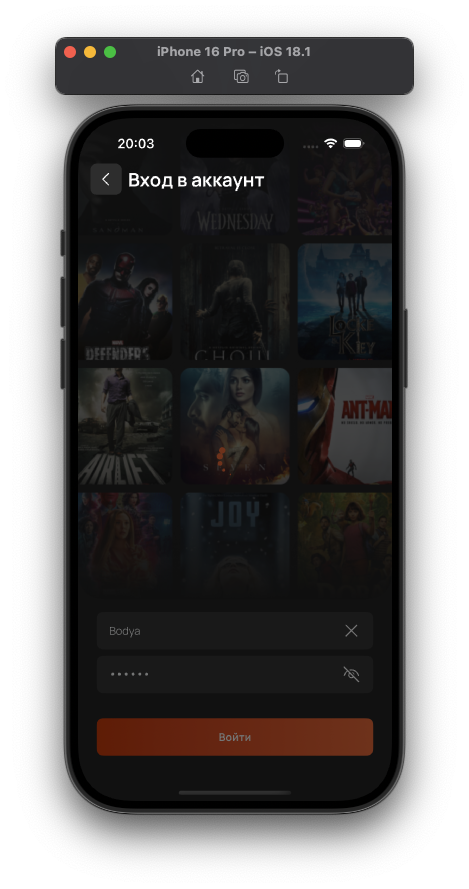 iPhone 16 Pro – iOS 18.1
20:03
Вход в аккаунт
WEDNESDAY
MARVEL
DEFENDERS
GHOUL
Locke
Key
AIRLIFT
ANT-MAN
JOY
Bodya
••••••
Войти